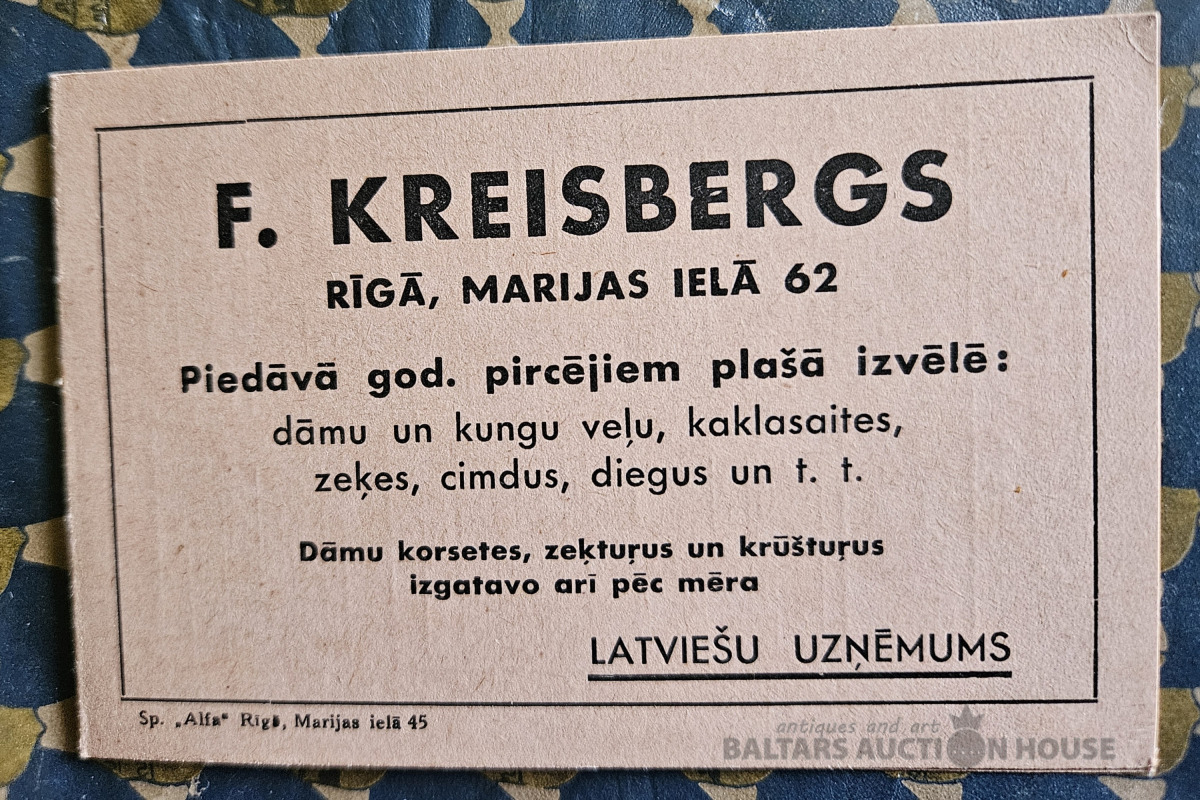 F. KREISBERGS
RĪGĀ, MARIJAS IELĀ 62
Piedāvā god. pircējiem plašā izvēlē:
dāmu un kungu veļu, kaklasaites,
zeķes, cimdus, diegus un t. t.
Dāmu korsetes, zeķtuŗus un krūštuŗus
izgatavo arī pēc mēra
LATVIEŠU UZŅĒMUMS
Sp. „Alfa“ Rīgā, Marijas ielā 45
antiques and art
BALTARS AUCTION HOUSE